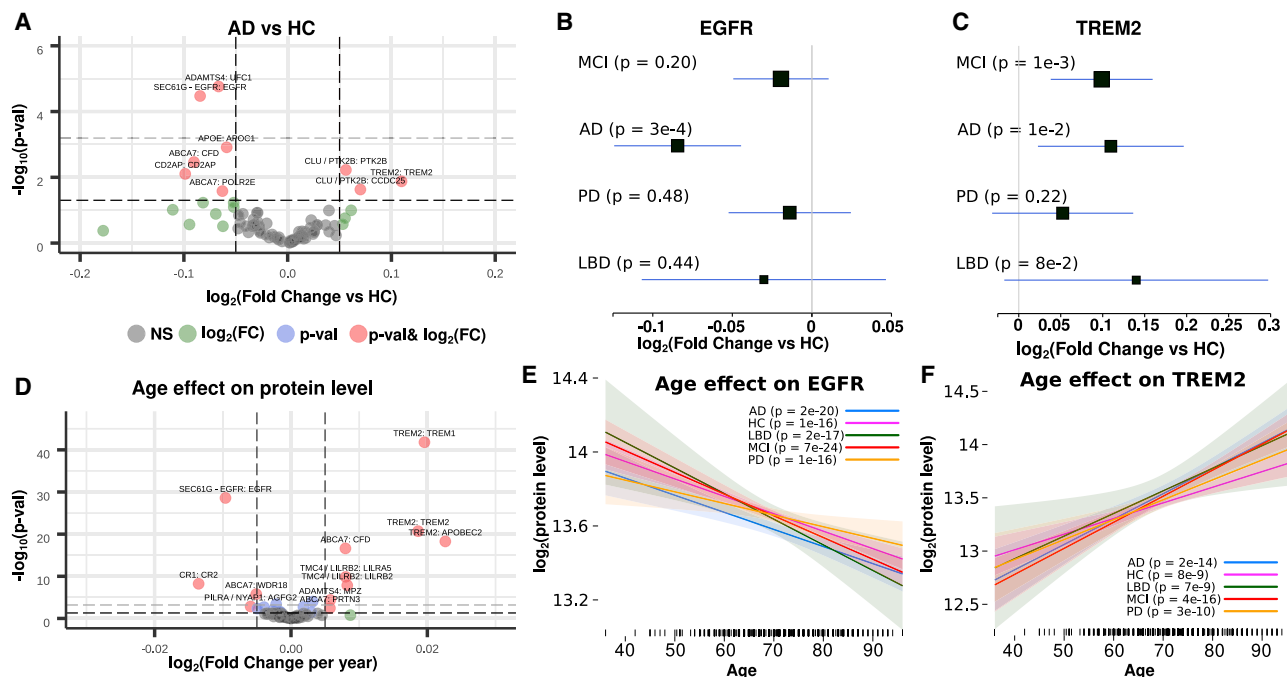 A
AD vs HC
6
4
2
0
-log10(p-val)
ADAMTS4: UFC1
SEC61G - EGFR: EGFR
APOE: APOC1
ABCA7: CFD
CD2AP: CD2AP
ABCA7: POLR2E
CLU / PTK2B: PTK2B
TREM2: TREM2
CLU / PTK2B: CCDC25
-0.2 -0.1 0.0 0.1 0.2
log2(Fold Change vs HC)
NS log2(FC) p-val p-val& log2(FC)
B
EGFR
MCI (p = 0.20)
AD (p = 3e-4)
PD (p = 0.48)
LBD (p = 0.44)
-0.1 -0.05 0 0.05
log2(Fold Change vs HC)
C
TREM2
MCI (p = 1e-3)
AD (p = 1e-2)
PD (p = 0.22)
LBD (p = 8e-2)
0 0.05 0.1 0.15 0.2 0.3
log2(Fold Change vs HC)
D
Age effect on protein level
40
30
20
10
0
-log10(p-val)
TREM2: TREM1
SEC61G - EGFR: EGFR
TREM2: TREM2
TREM2: APOBEC2
ABCA7: CFD
TMC4 / LILRB2: LILRA5
TMC4 / LILRB2: LILRB2
CR1: CR2
ABCA7: WDR18
ADAMTS4: MPZ
PILRA / NYAP1: AGFG2
ABCA7: PRTN3
-0.02 0.00 0.02
log2(Fold Change per year)
E
Age effect on EGFR
14.4
14
13.6
13.2
log2(protein level)
AD (p = 2e-20)
HC (p = 1e-16)
LBD (p = 2e-17)
MCI (p = 7e-24)
PD (p = 1e-16)
40 50 60 70 80 90
Age
F
Age effect on TREM2
14.5
14
13.5
13
12.5
log2(protein level)
AD (p = 2e-14)
HC (p = 8e-9)
LBD (p = 7e-9)
MCI (p = 4e-16)
PD (p = 3e-10)
40 50 60 70 80 90
Age